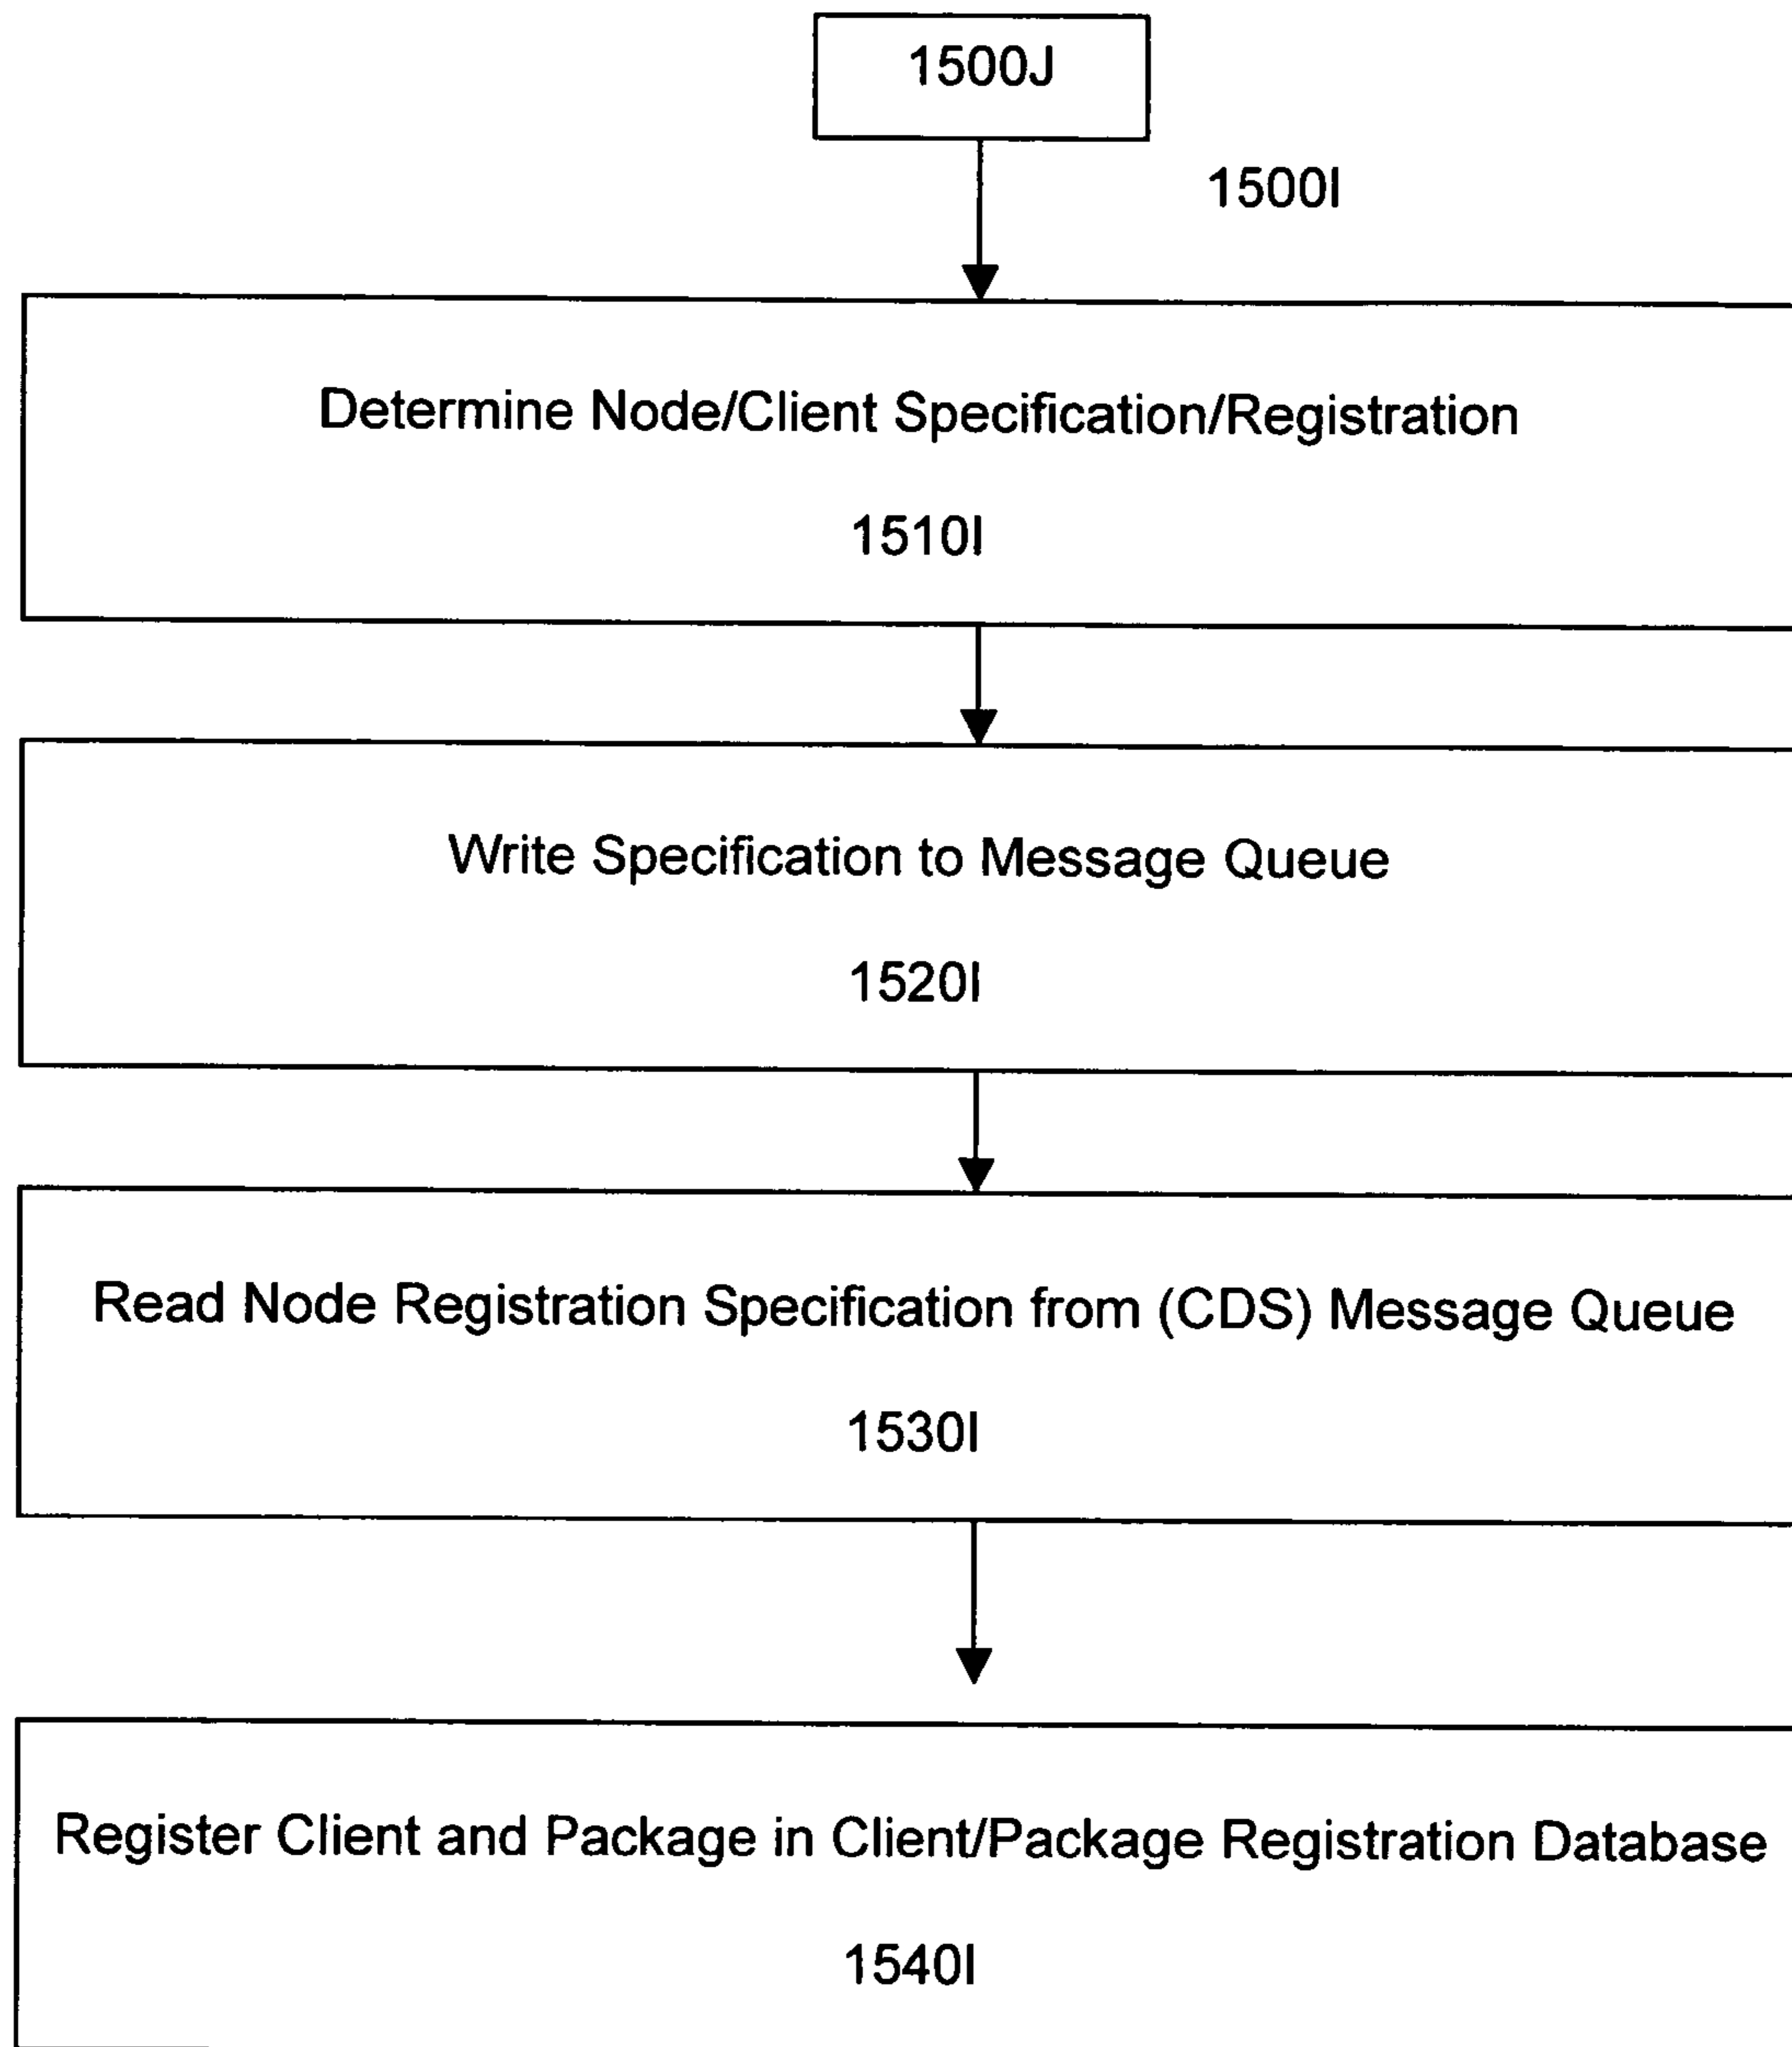 1500J
1500I
Determine Node/Client Specification/Registration
1510I
Write Specification to Message Queue
1520I
Read Node Registration Specification from (CDS) Message Queue
1530I
Register Client and Package in Client/Package Registration Database
1540I